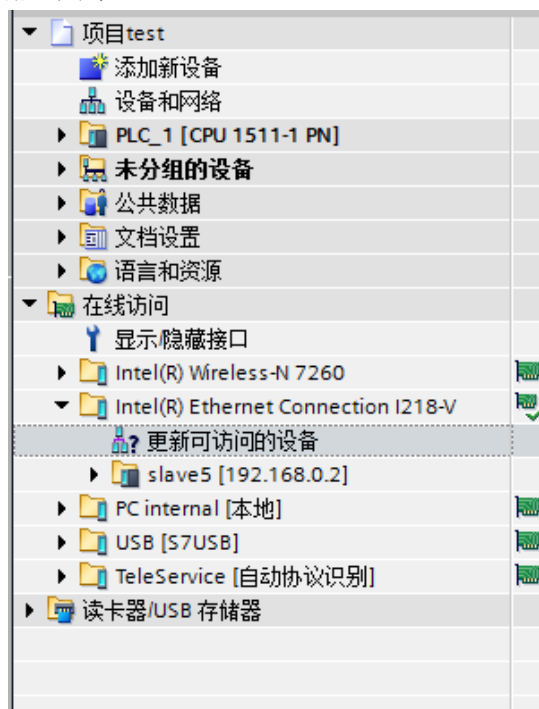 项目test
添加新设备
设备和网络
PLC_1 [CPU 1511-1 PN]
未分组的设备
公共数据
文档设置
语言和资源
在线访问
显示/隐藏接口
Intel(R) Wireless-N 7260
Intel(R) Ethernet Connection I218-V
更新可访问的设备
slave5 [192.168.0.2]
PC internal [本地]
USB [S7USB]
TeleService [自动协议识别]
读卡器/USB 存储器